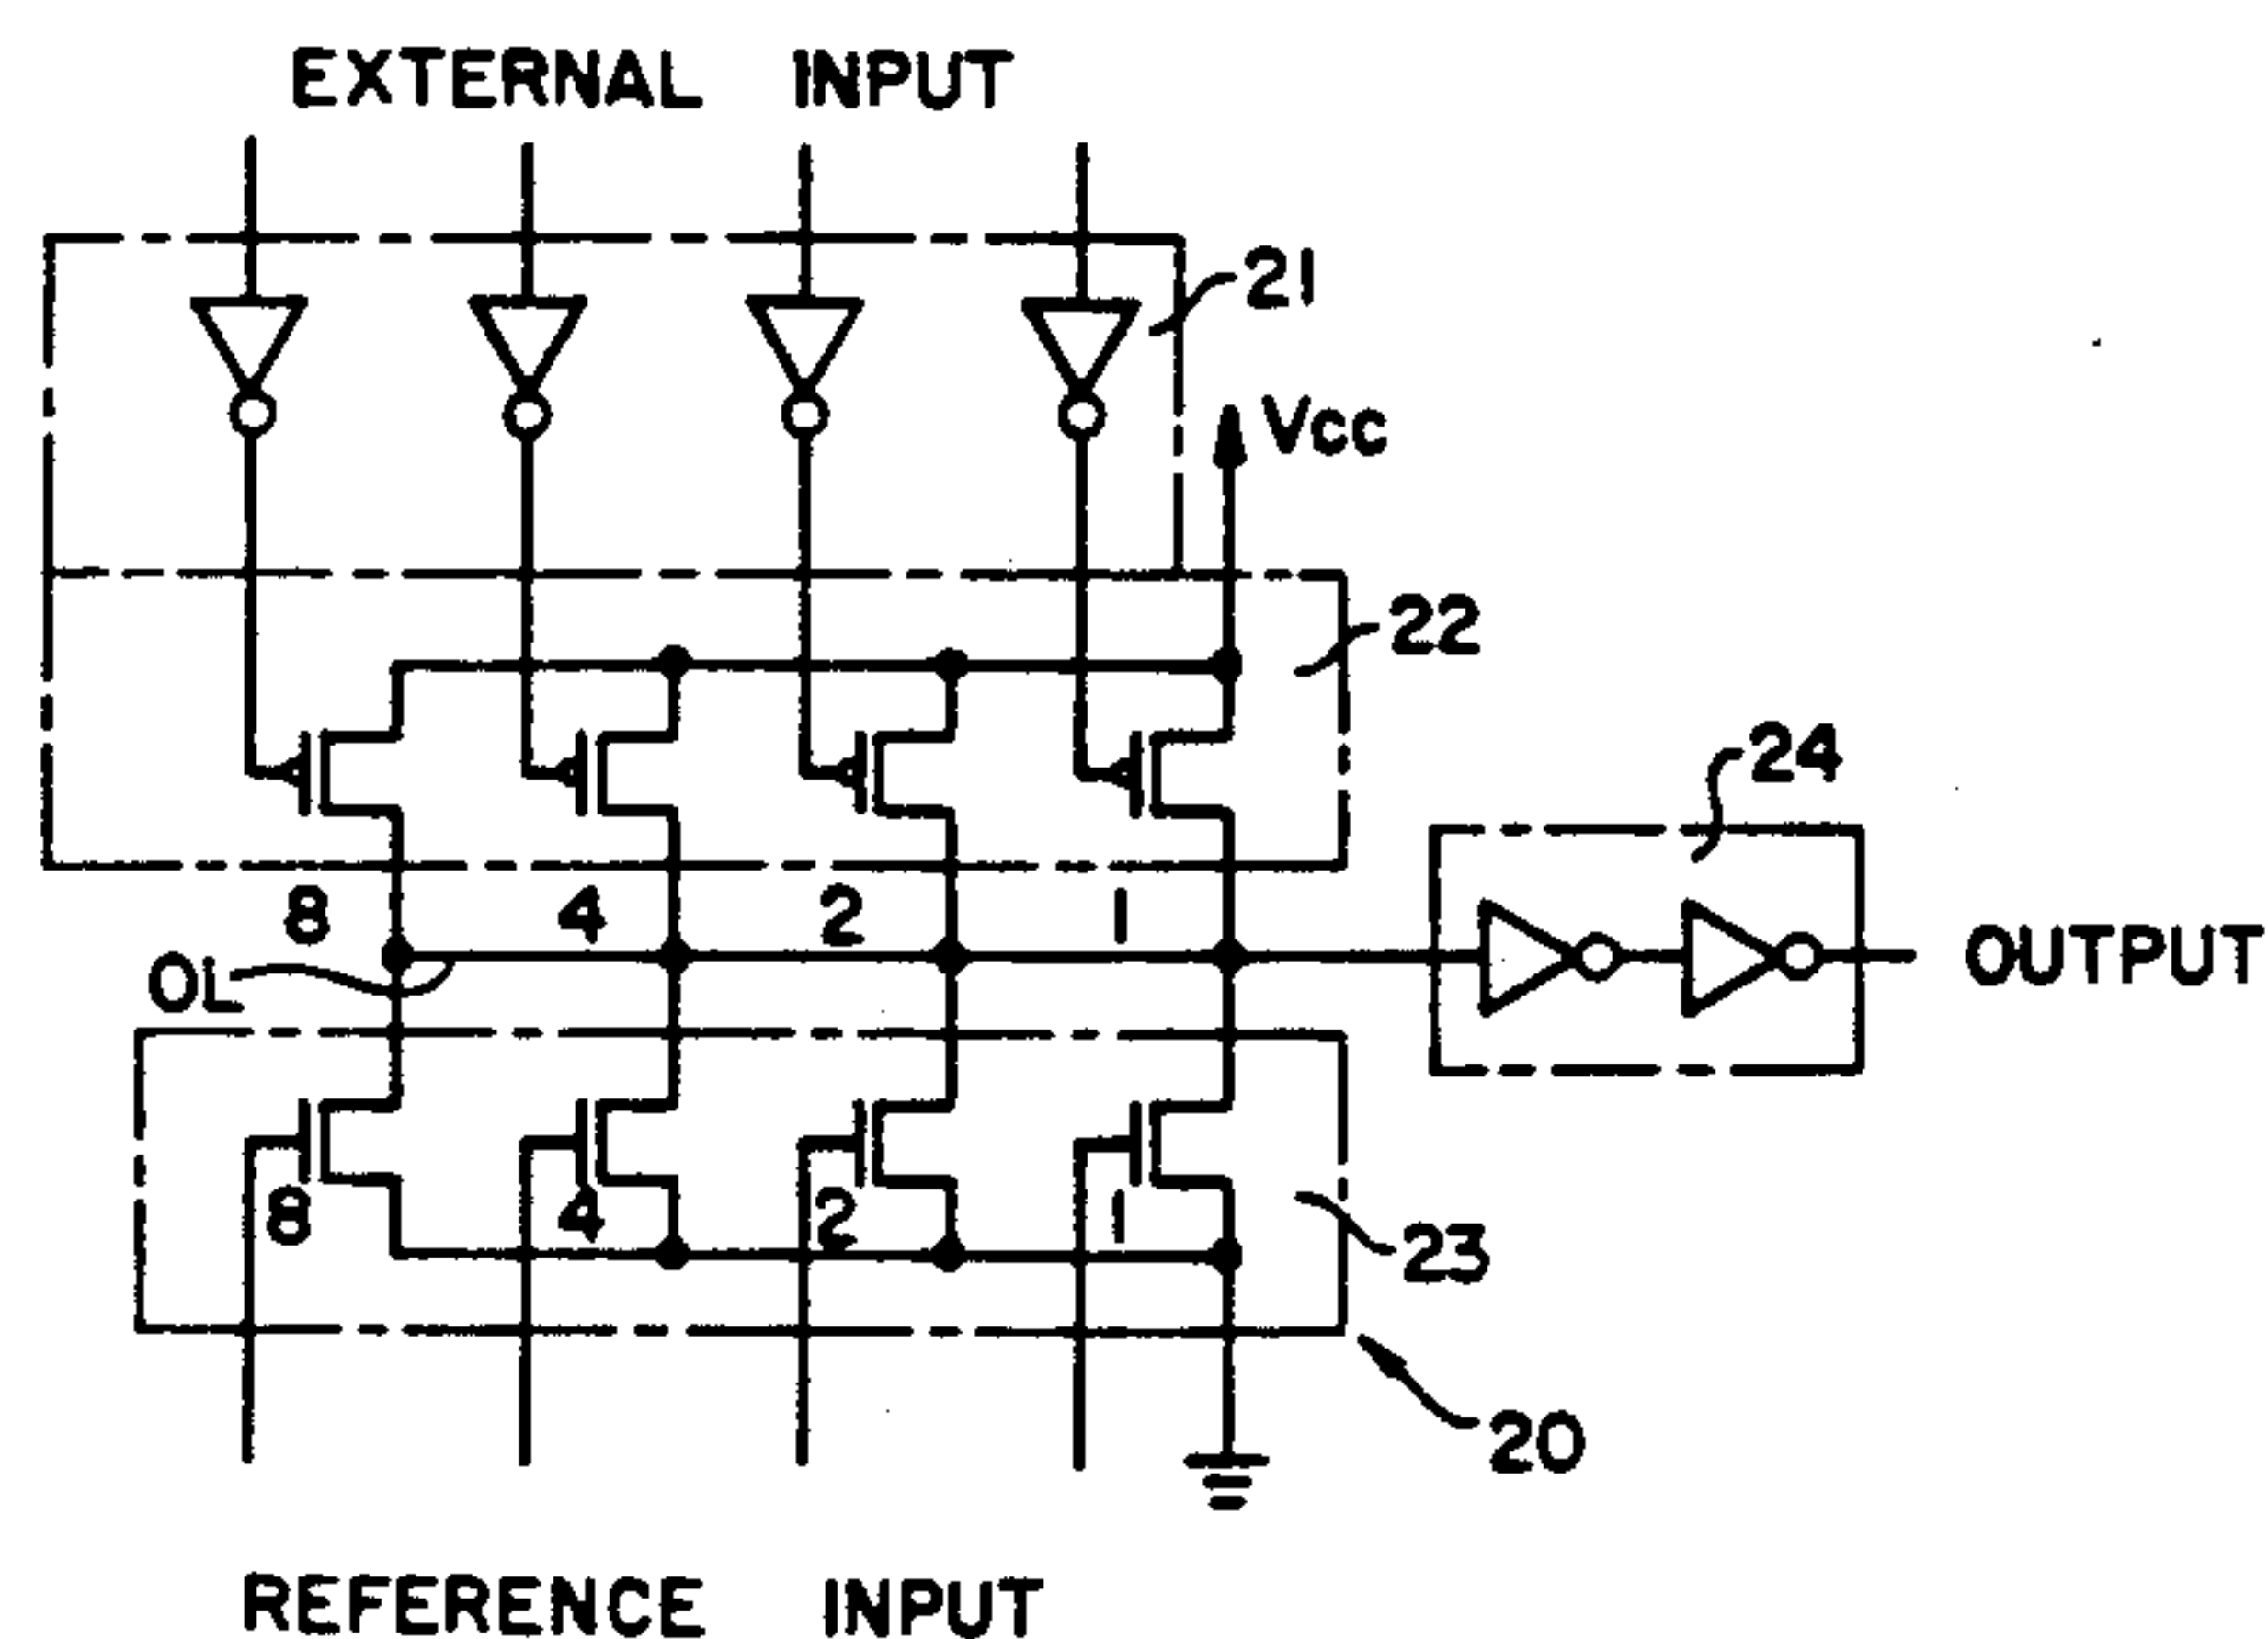 EXTERNAL INPUT
21
Vcc
22
24
8 4 2 1
OL
OUTPUT
8 4 2 1
23
20
REFERENCE INPUT